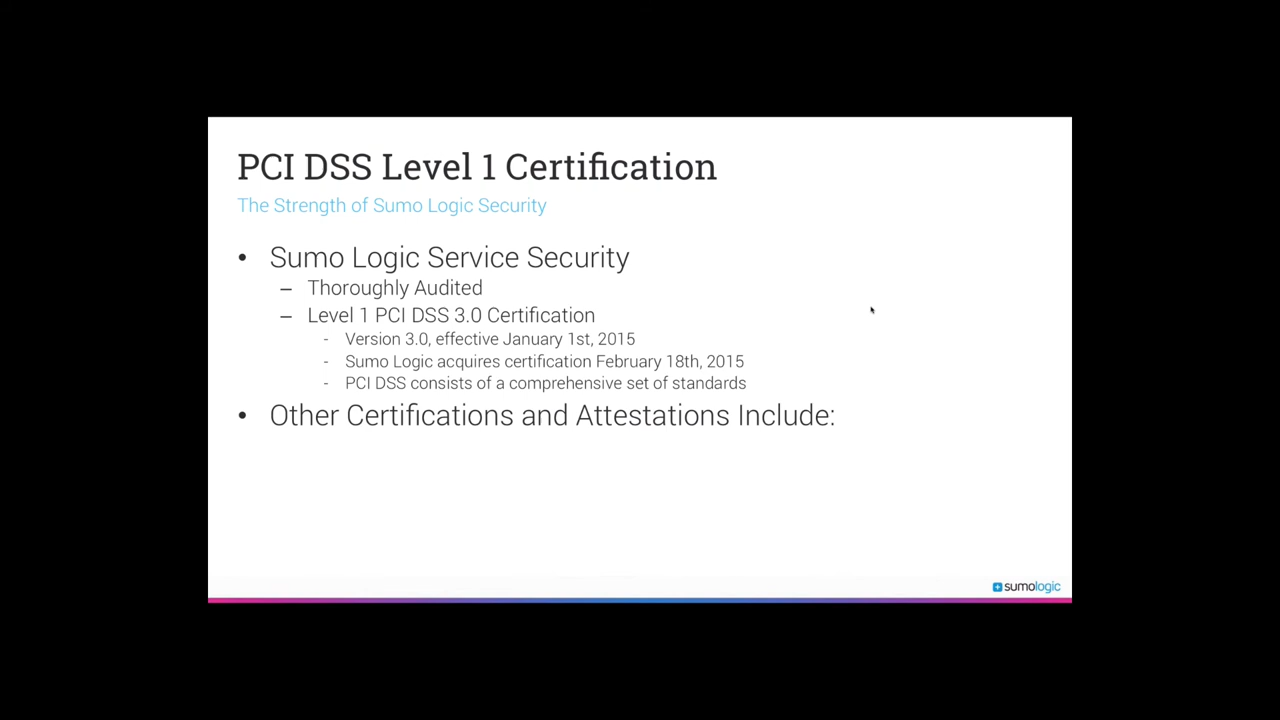 PCI DSS Level 1 Certification
The Strength of Sumo Logic Security
• Sumo Logic Service Security
– Thoroughly Audited
– Level 1 PCI DSS 3.0 Certification
- Version 3.0, effective January 1st, 2015
- Sumo Logic acquires certification February 18th, 2015
- PCI DSS consists of a comprehensive set of standards
• Other Certifications and Attestations Include:
sumologic